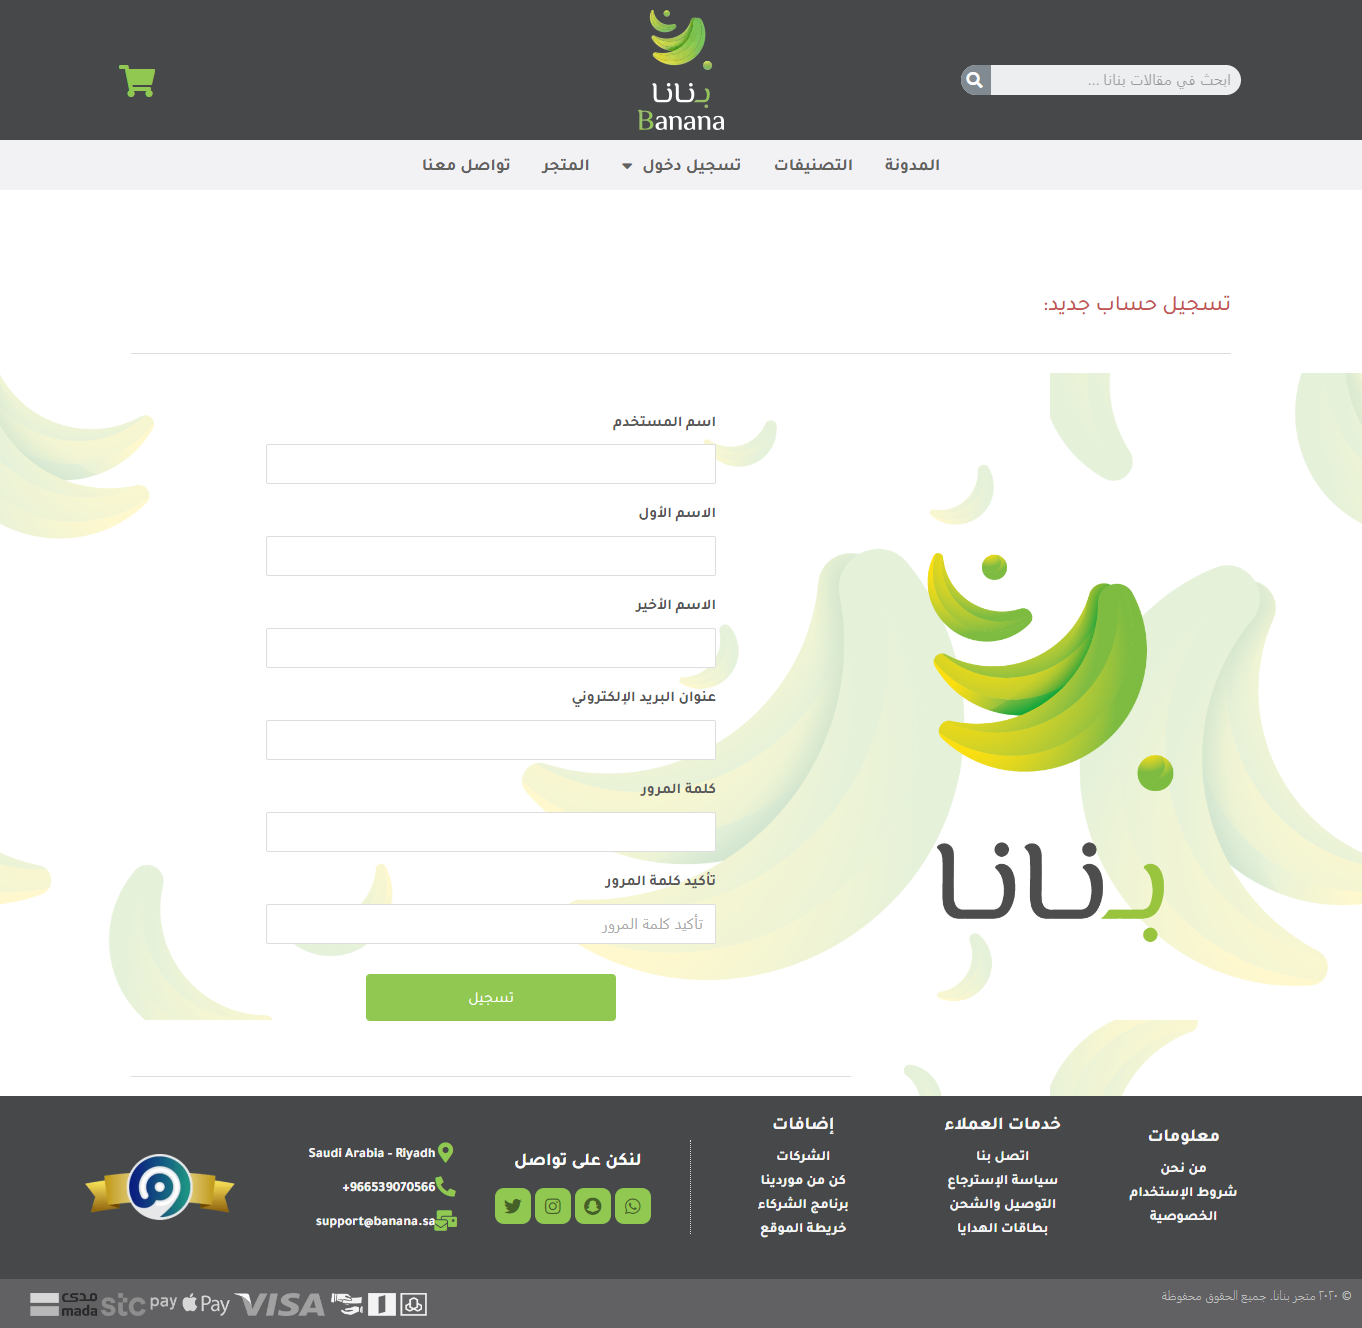 بنانا
Banana
ابحث في مقالات بنانا ...
المدونة
التصنيفات
تسجيل دخول
المتجر
تواصل معنا
تسجيل حساب جديد:
اسم المستخدم
الاسم الأول
الاسم الأخير
عنوان البريد الإلكتروني
كلمة المرور
تأكيد كلمة المرور
تأكيد كلمة المرور
تسجيل
بنانا
معلومات
من نحن
شروط الإستخدام
الخصوصية
خدمات العملاء
اتصل بنا
سياسة الإسترجاع
التوصيل والشحن
بطاقات الهدايا
إضافات
الشركات
كن من موردينا
برنامج الشركاء
خريطة الموقع
لنكن على تواصل
Saudi Arabia - Riyadh
+966539070566
support@banana.sa
© ٢٠٢٠ متجر بنانا. جميع الحقوق محفوظة
مدى
mada
stc pay
Pay
VISA